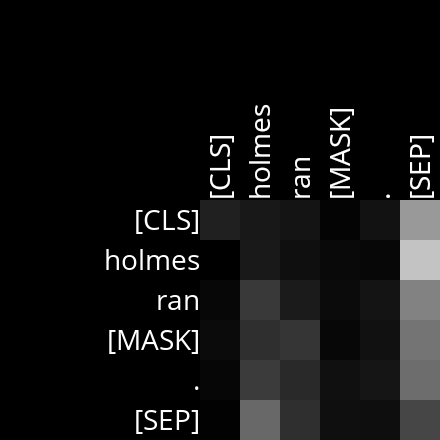 [CLS] holmes ran [MASK] . [SEP]
[CLS]
holmes
ran
[MASK]
.
[SEP]